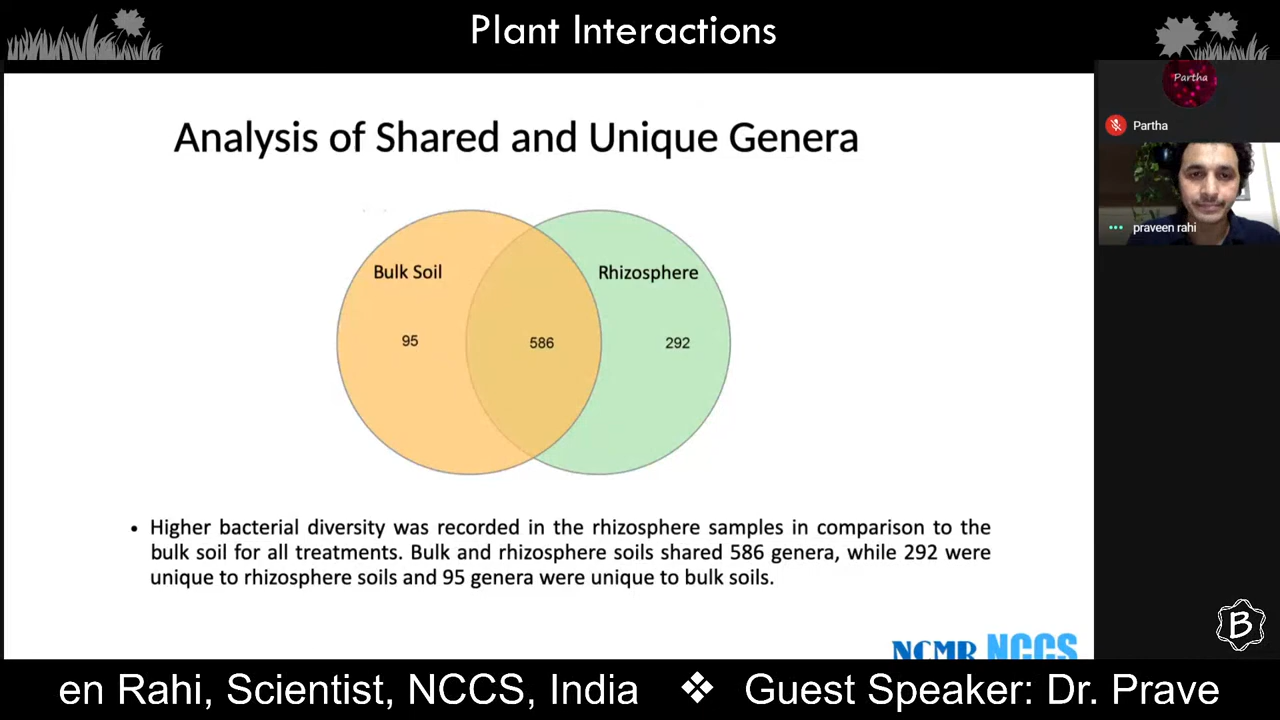 Plant Interactions
Partha
Partha
praveen rahi
Analysis of Shared and Unique Genera
Bulk Soil
Rhizosphere
95
586
292
• Higher bacterial diversity was recorded in the rhizosphere samples in comparison to the
bulk soil for all treatments. Bulk and rhizosphere soils shared 586 genera, while 292 were
unique to rhizosphere soils and 95 genera were unique to bulk soils.
B
NCMR NCCS
en Rahi, Scientist, NCCS, India ❖ Guest Speaker: Dr. Prave